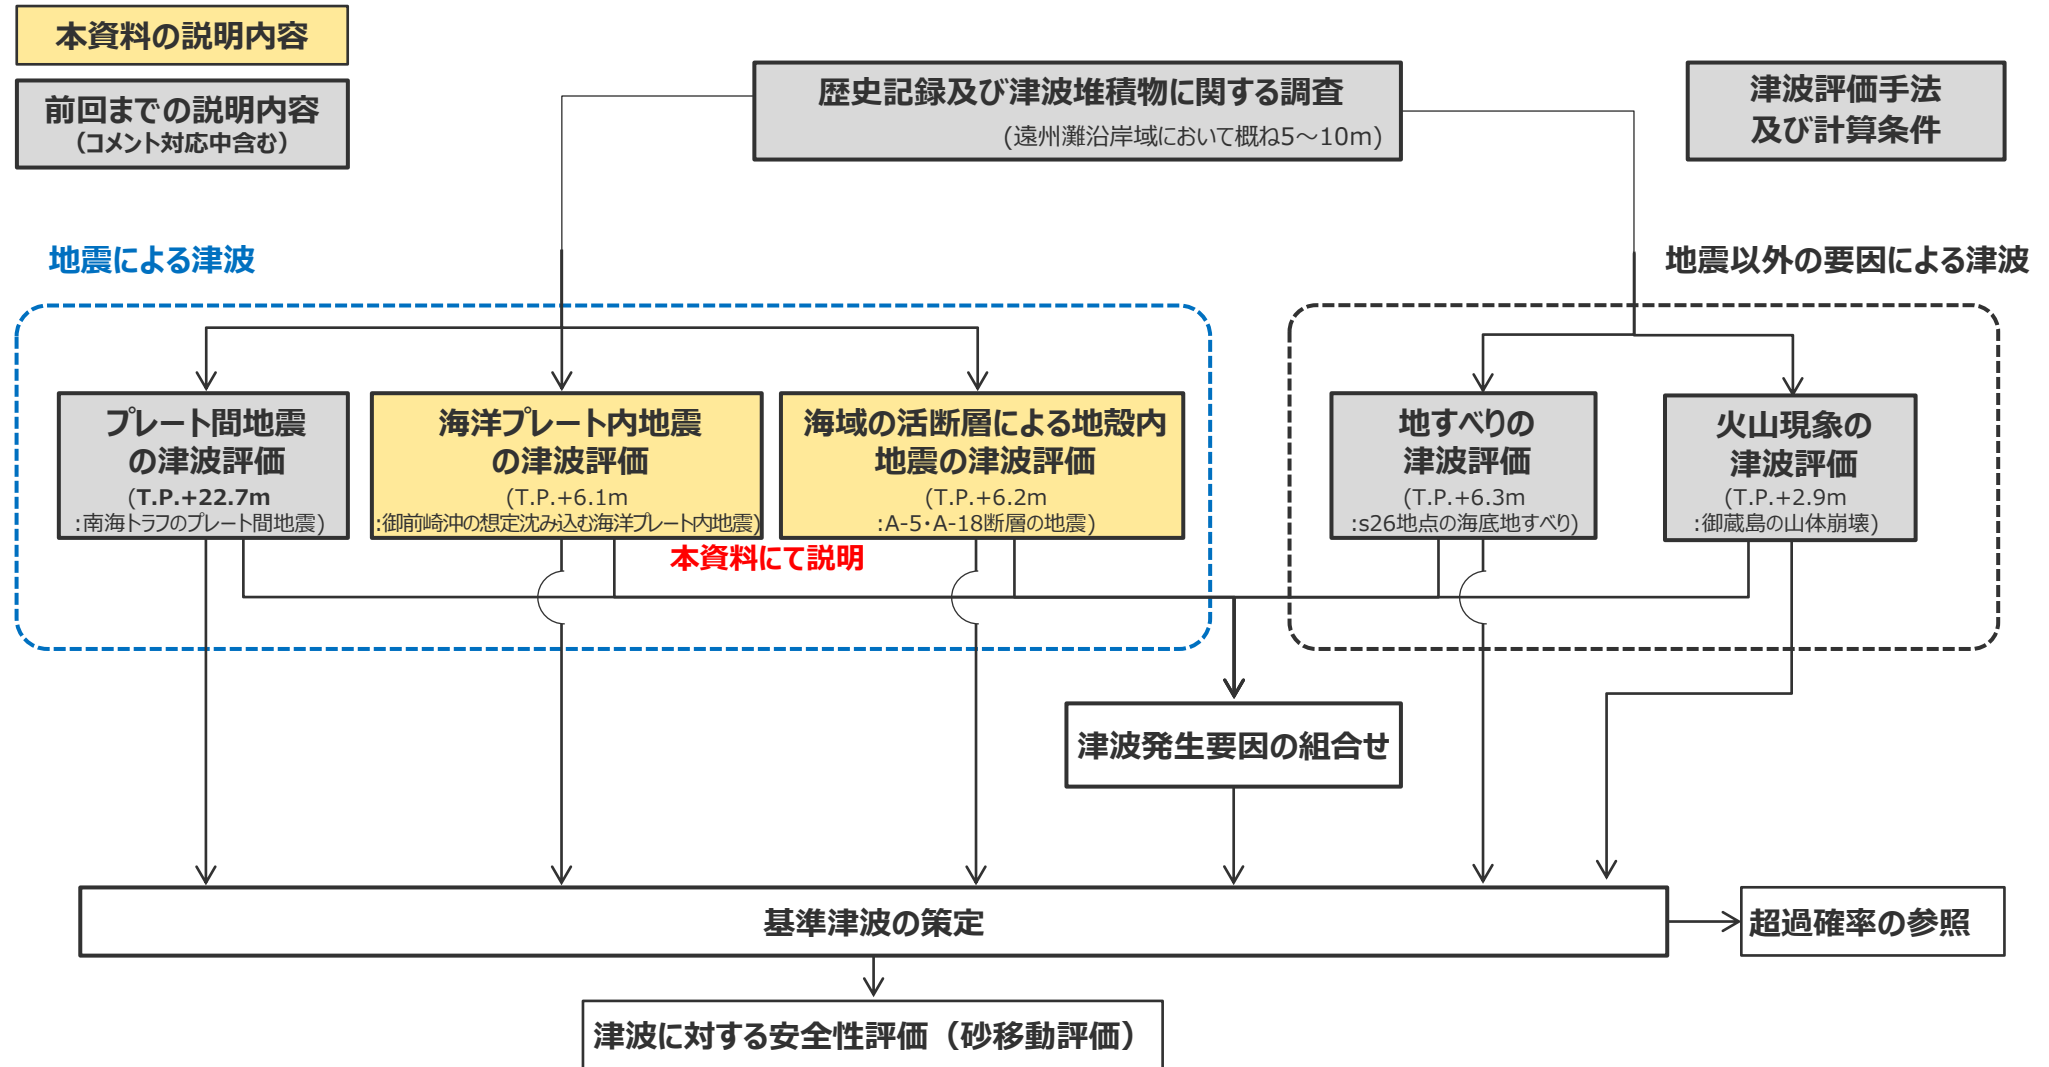 本資料の説明内容
前回までの説明内容
(コメント対応中含む)
歴史記録及び津波堆積物に関する調査
(遠州灘沿岸域において概ね5～10m)
津波評価手法
及び計算条件
地震による津波
地震以外の要因による津波
プレート間地震
の津波評価
(T.P.+22.7m
:南海トラフのプレート間地震)
海洋プレート内地震
の津波評価
(T.P.+6.1m
:御前崎沖の想定沈み込む海洋プレート内地震)
海域の活断層による地殻内
地震の津波評価
(T.P.+6.2m
:A-5・A-18断層の地震)
地すべりの
津波評価
(T.P.+6.3m
:s26地点の海底地すべり)
火山現象の
津波評価
(T.P.+2.9m
:御蔵島の山体崩壊)
本資料にて説明
津波発生要因の組合せ
基準津波の策定
超過確率の参照
津波に対する安全性評価（砂移動評価）